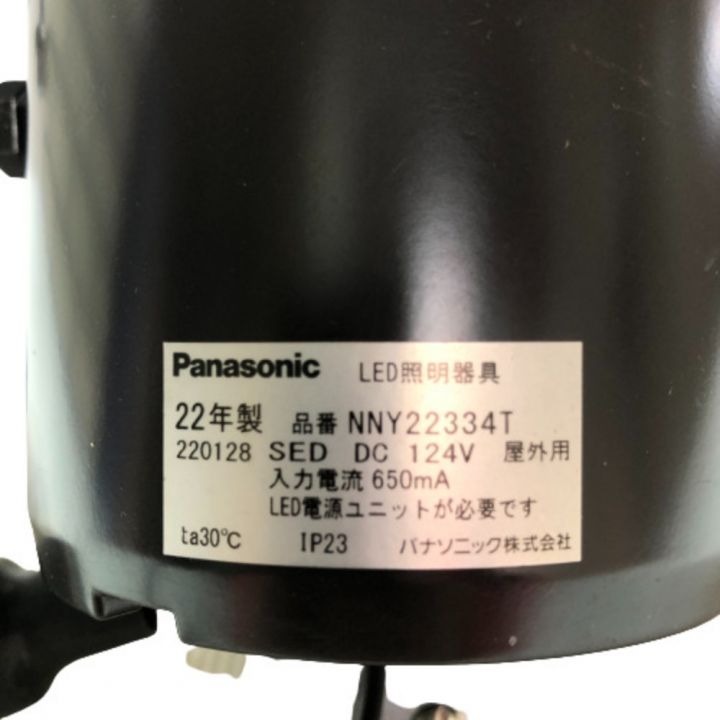 Panasonic LED照明器具
22年製 品番 NNY22334T
220128 SED DC 124V 屋外用
入力電流 650mA
LED電源ユニットが必要です
ta30℃ IP23 パナソニック株式会社